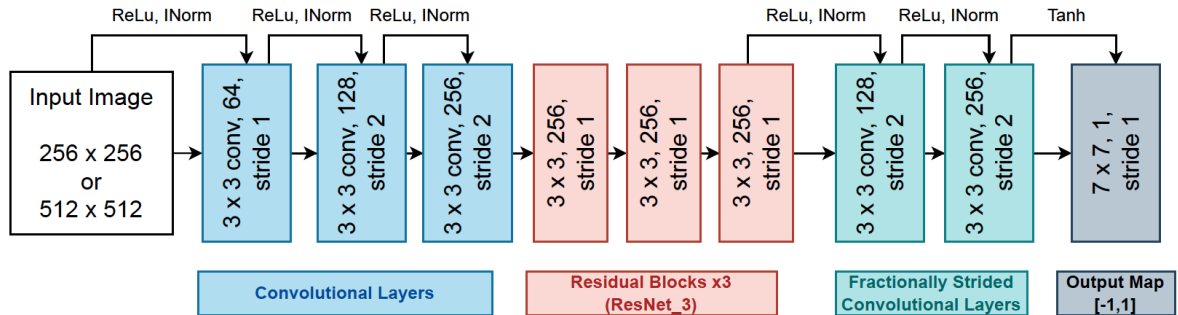 ReLu, INorm
ReLu, INorm
ReLu, INorm
ReLu, INorm
ReLu, INorm
Tanh
Input Image
256 x 256
or
512 x 512
3 x 3 conv, 64,
stride 1
3 x 3 conv, 128,
stride 2
3 x 3 conv, 256,
stride 2
3 x 3, 256,
stride 1
3 x 3, 256,
stride 1
3 x 3, 256,
stride 1
3 x 3 conv, 128,
stride 2
3 x 3 conv, 256,
stride 2
7 x 7, 1,
stride 1
Convolutional Layers
Residual Blocks x3
(ResNet_3)
Fractionally Strided
Convolutional Layers
Output Map
[-1,1]